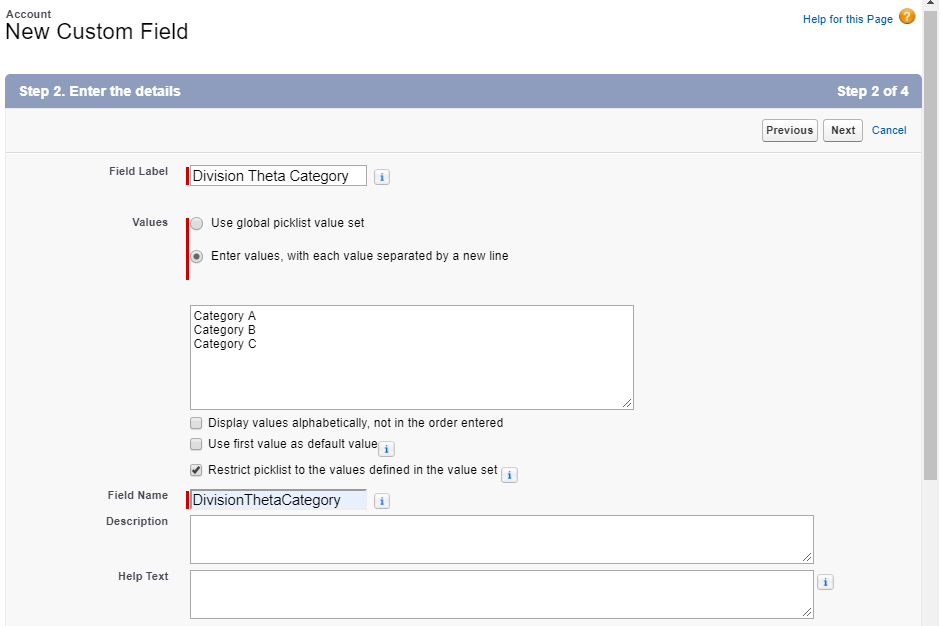 Account
New Custom Field
Help for this Page ?
Step 2. Enter the details
Step 2 of 4
Previous Next Cancel
Field Label Division Theta Category i
Values Use global picklist value set
Enter values, with each value separated by a new line
Category A
Category B
Category C
Display values alphabetically, not in the order entered
Use first value as default value i
Restrict picklist to the values defined in the value set i
Field Name DivisionThetaCategory i
Description
Help Text i